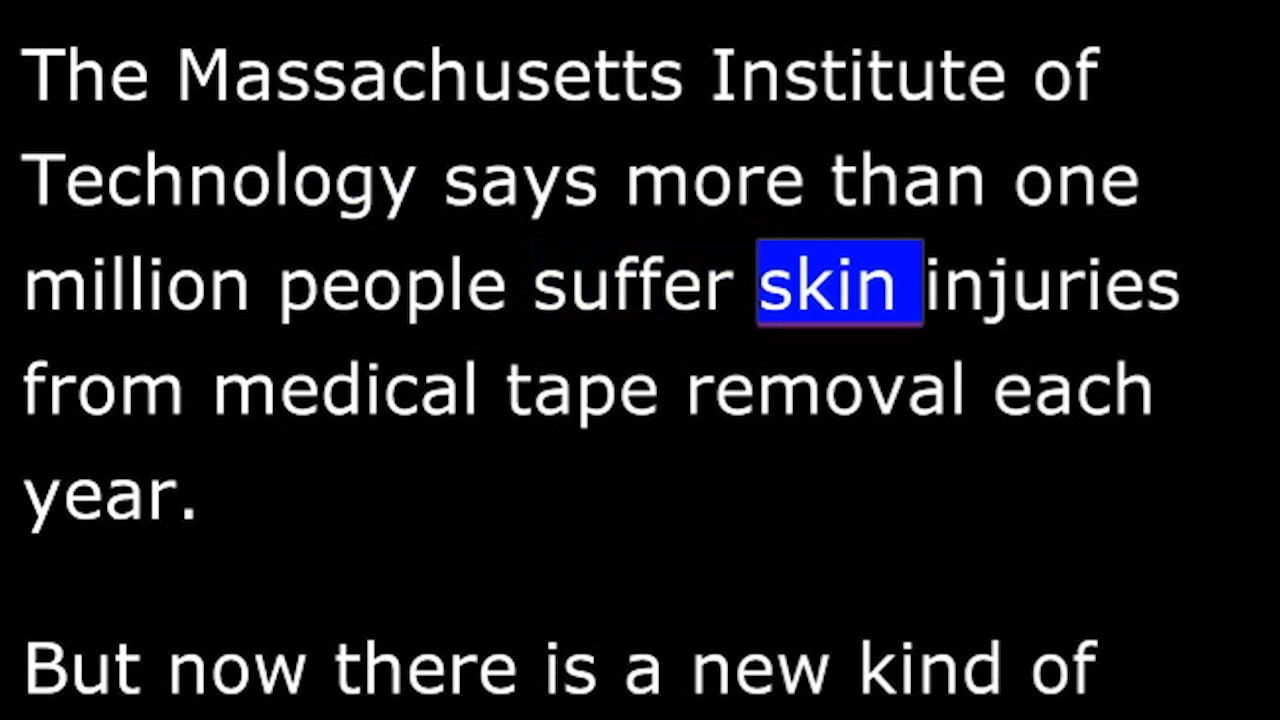 The Massachusetts Institute of
Technology says more than one
million people suffer skin injuries
from medical tape removal each
year.
But now there is a new kind of